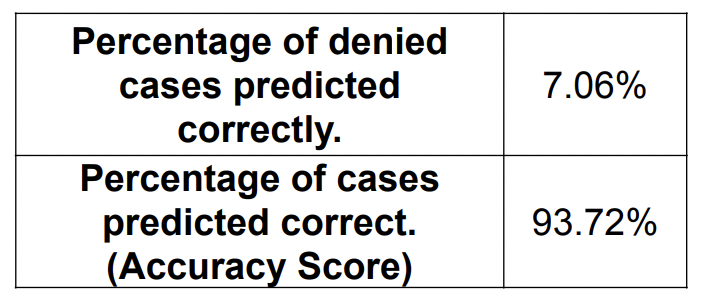 Percentage of denied
cases predicted
correctly.
7.06%
Percentage of cases
predicted correct.
(Accuracy Score)
93.72%